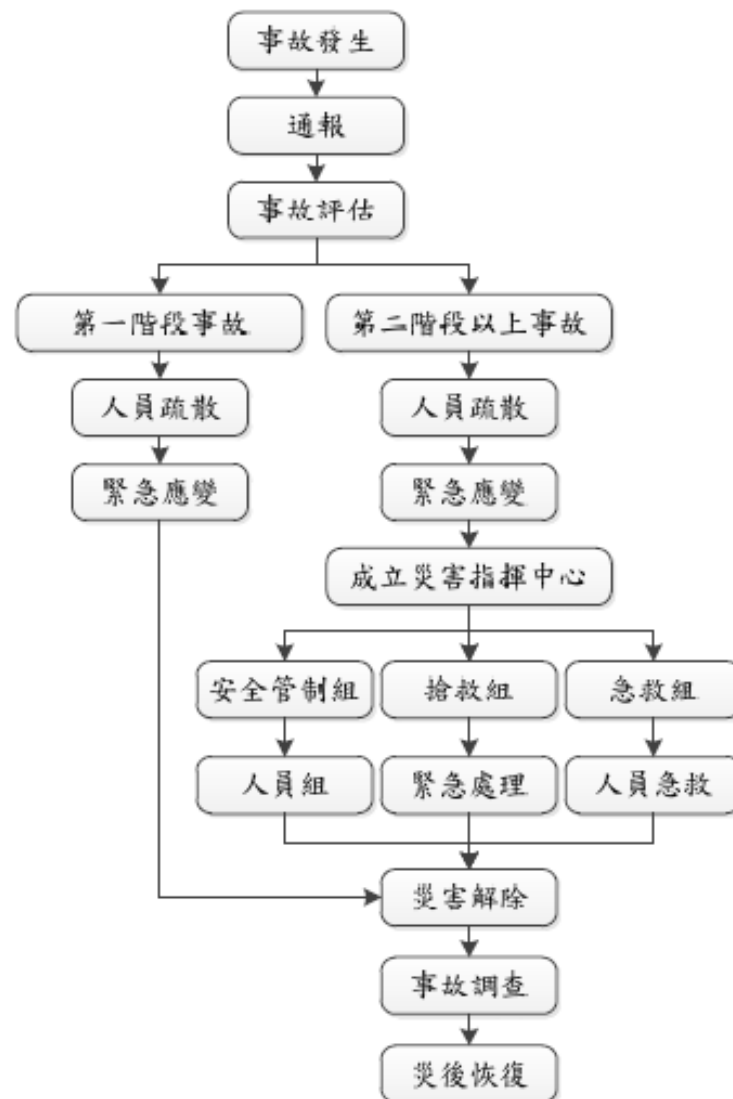 事故發生
通報
事故評估
第一階段事故
第二階段以上事故
人員疏散
人員疏散
緊急應變
緊急應變
成立災害指揮中心
安全管制組
搶救組
急救組
人員組
緊急處理
人員急救
災害解除
事故調查
災後恢復